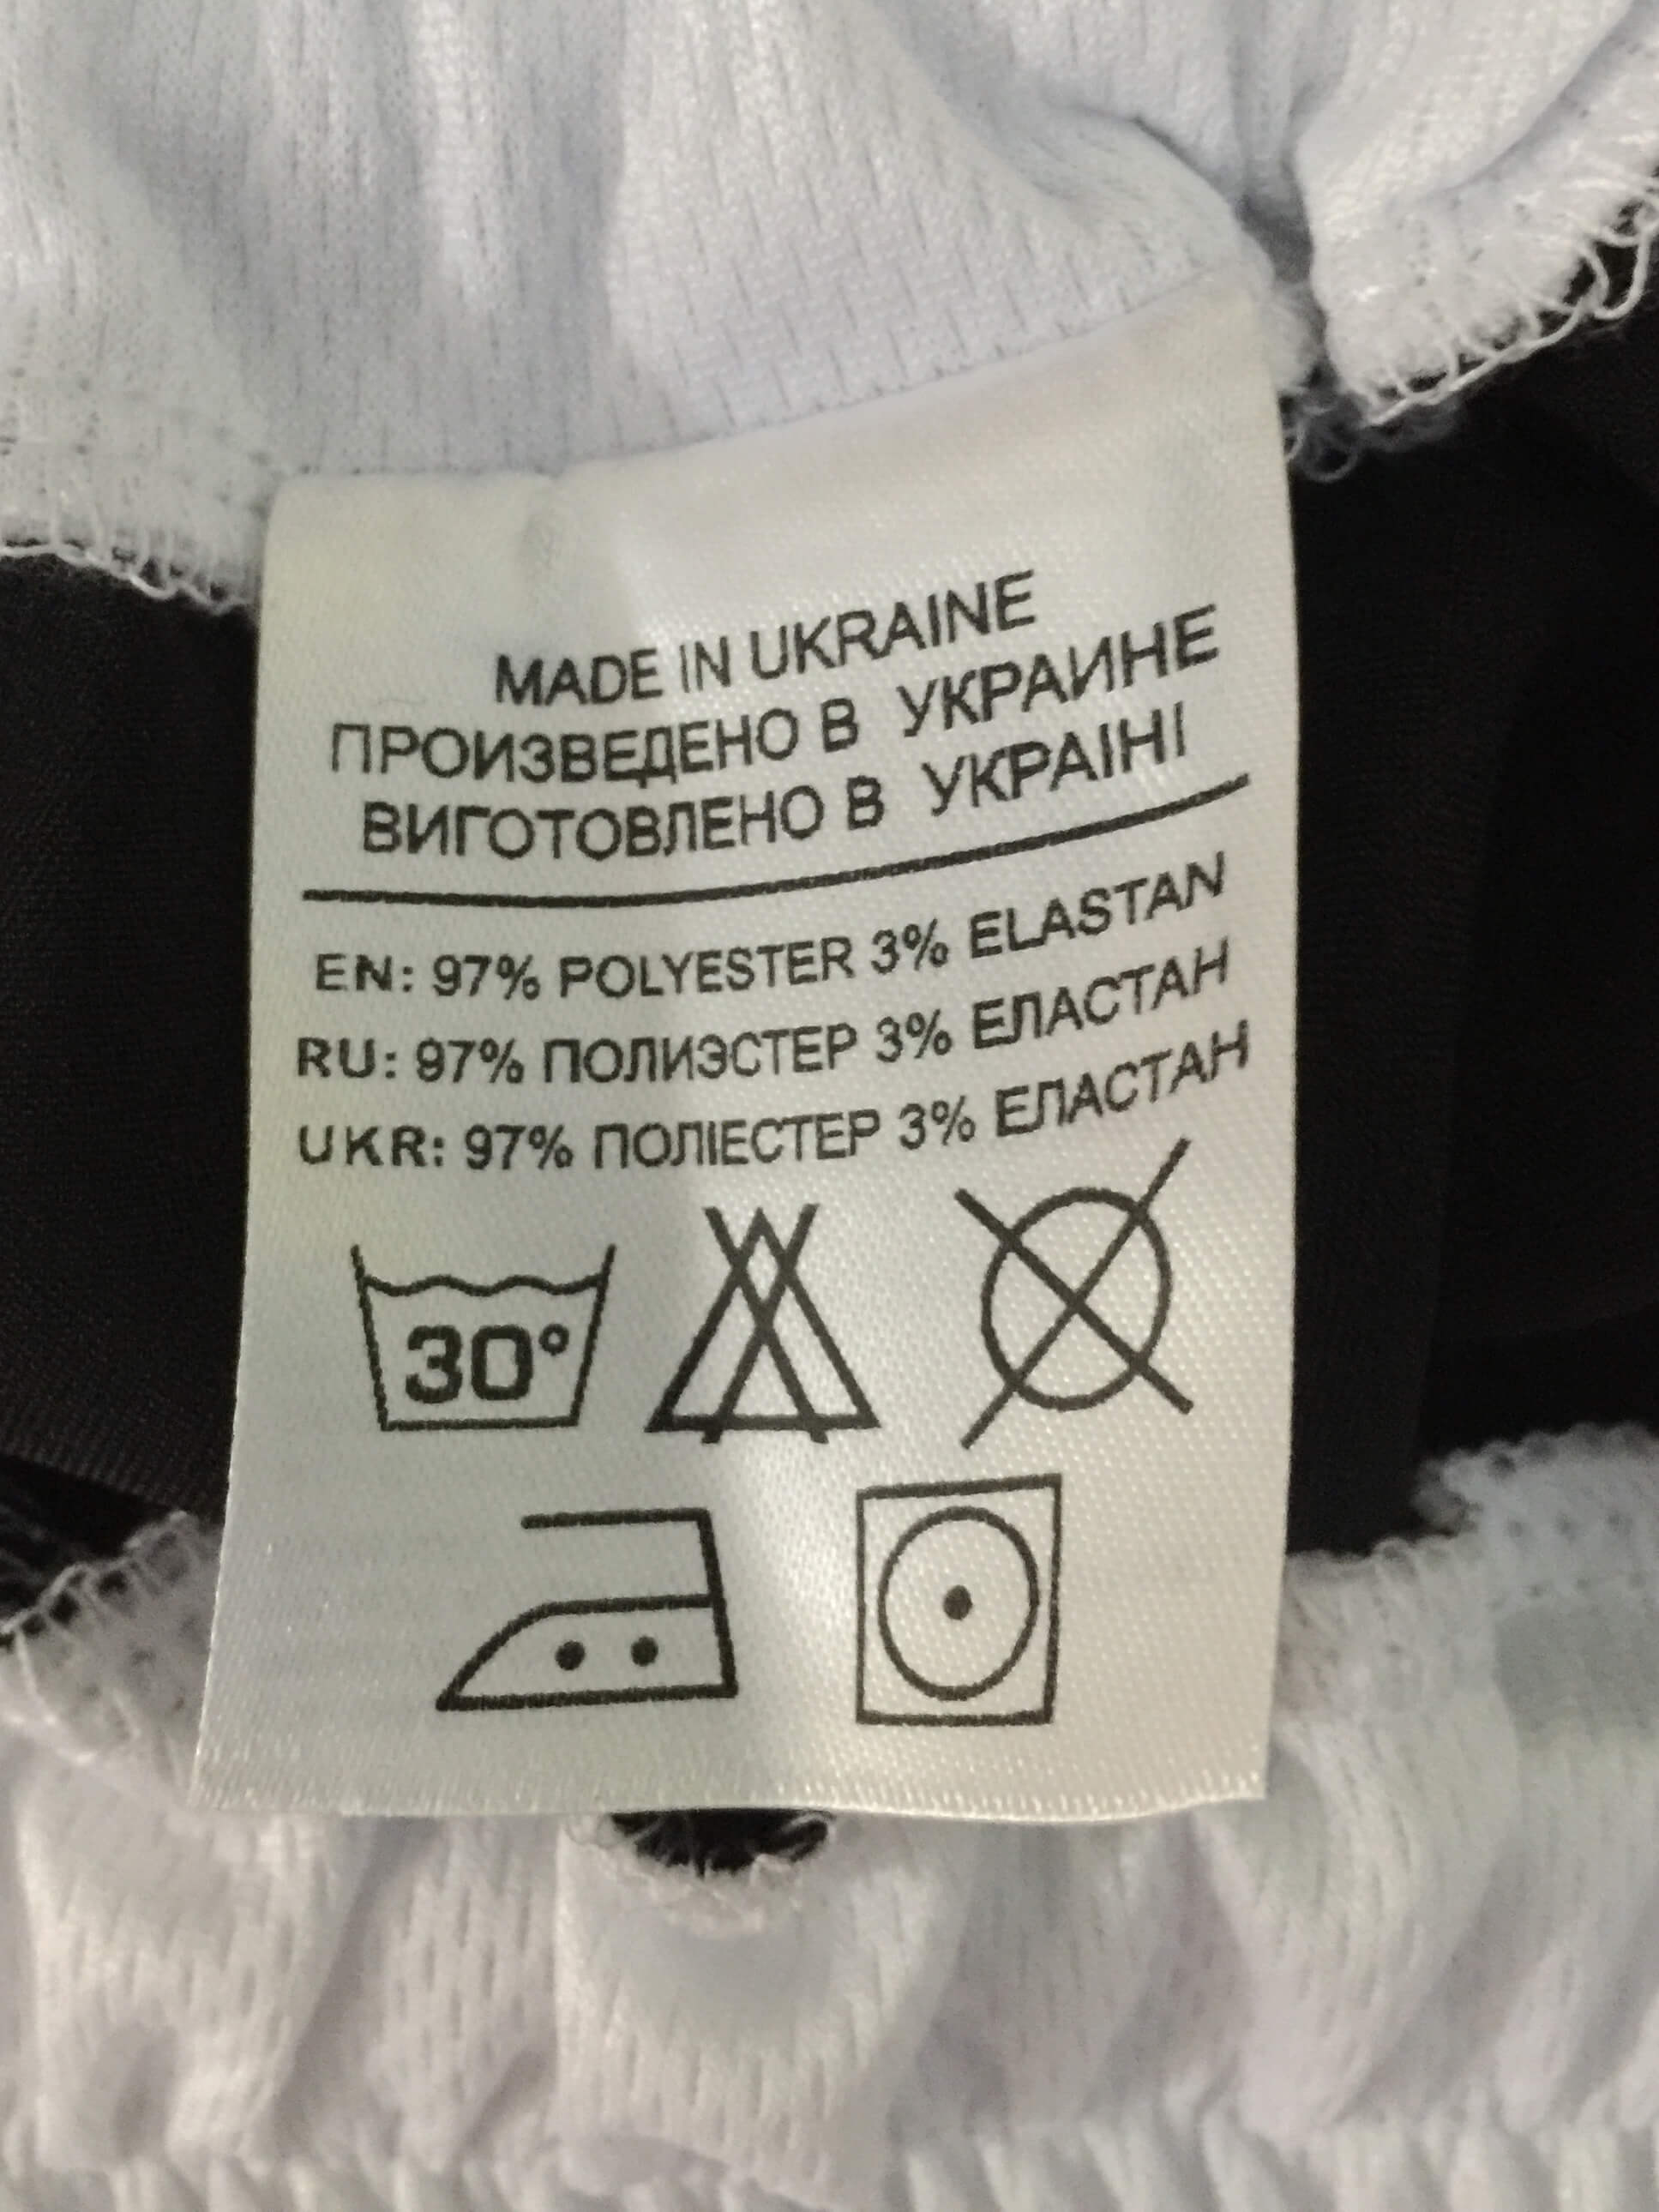 MADE IN UKRAINE
ПРОИЗВЕДЕНО В УКРАИНЕ
ВИГОТОВЛЕНО В УКРАІНІ
EN: 97% POLYESTER 3% ELASTAN
RU: 97% ПОЛИЭСТЕР 3% ЕЛАСТАН
UKR: 97% ПОЛІЕСТЕР 3% ЕЛАСТАН
30°